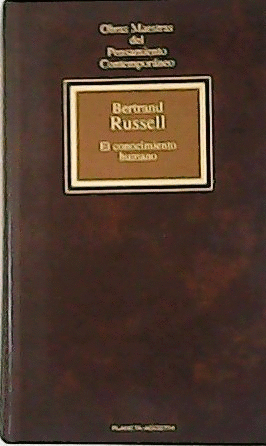 Obras Maestras
del
Pensamiento
Contemporáneo
Bertrand
Russell
El conocimiento
humano
PLANETA-AGOSTINI